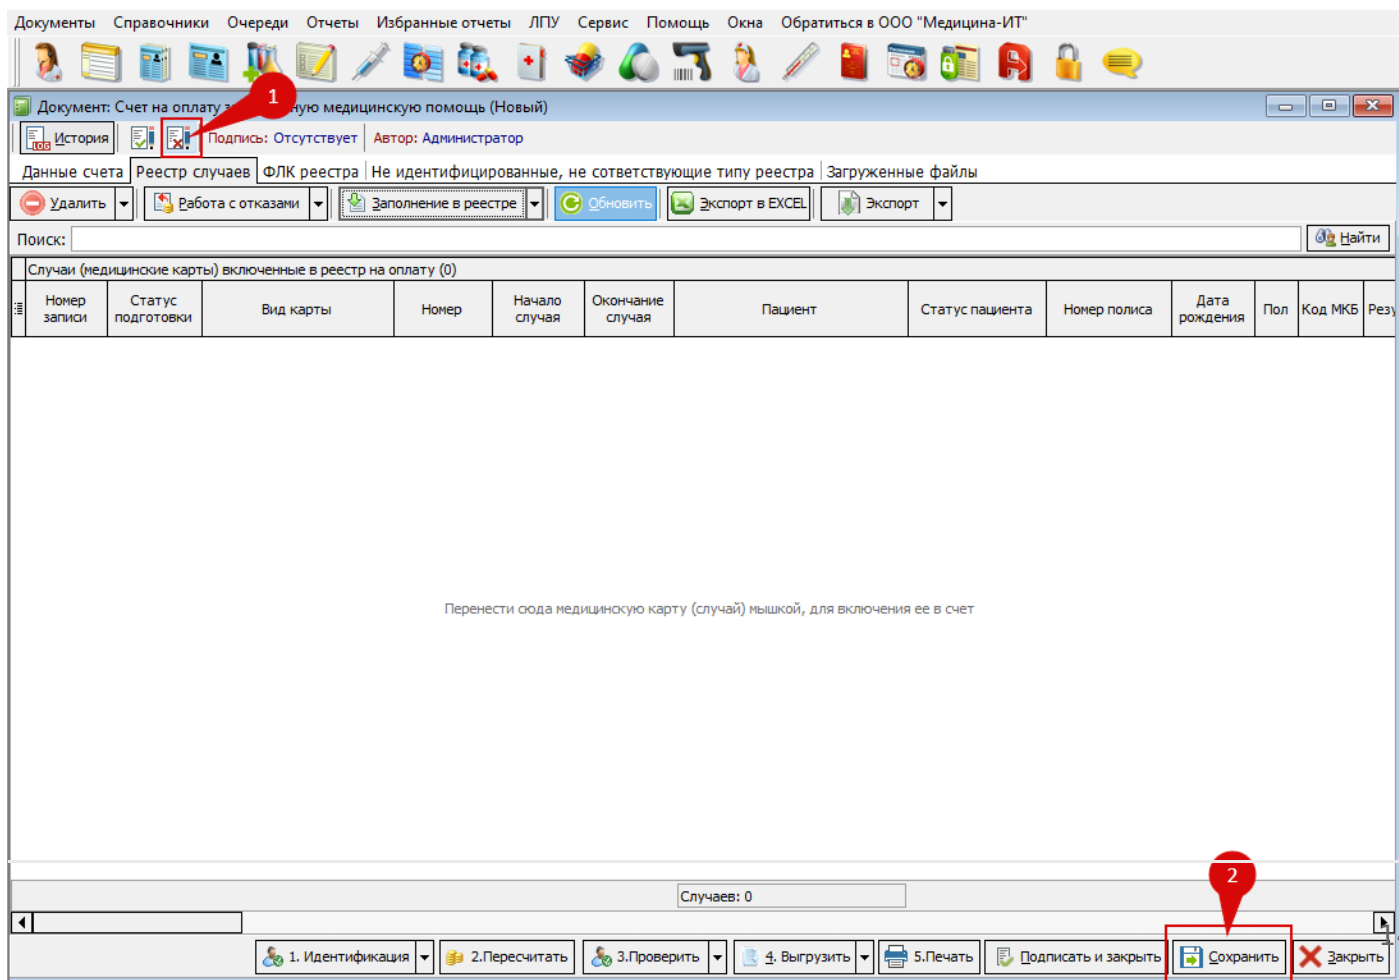 Документы Справочники Очереди Отчеты Избранные отчеты ЛПУ Сервис Помощь Окна Обратиться в ООО "Медицина-ИТ"
1
Документ: Счет на оплату ную медицинскую помощь (Новый)
LOG История Подпись: Отсутствует Автор: Администратор
Данные счета Реестр случаев ФЛК реестра Не идентифицированные, не сответствующие типу реестра Загруженные файлы
Удалить Работа с отказами Заполнение в реестре Обновить Экспорт в EXCEL Экспорт
Поиск: Найти
Случаи (медицинские карты) включенные в реестр на оплату (0)
Номер записи Статус подготовки Вид карты Номер Начало случая Окончание случая Пациент Статус пациента Номер полиса Дата рождения Пол Код МКБ Резу
Перенести сюда медицинскую карту (случай) мышкой, для включения ее в счет
2
Случаев: 0
1. Идентификация 2.Пересчитать 3.Проверить 4. Выгрузить 5.Печать Подписать и закрыть Сохранить Закрыть